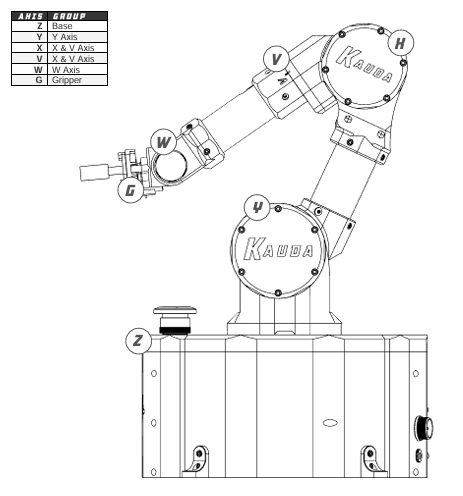 AXIS GROUP
Z Base
Y Y Axis
X X & V Axis
V X & V Axis
W W Axis
G Gripper
X
V
KAUDA
A
W
G
Y
KAUDA
Z